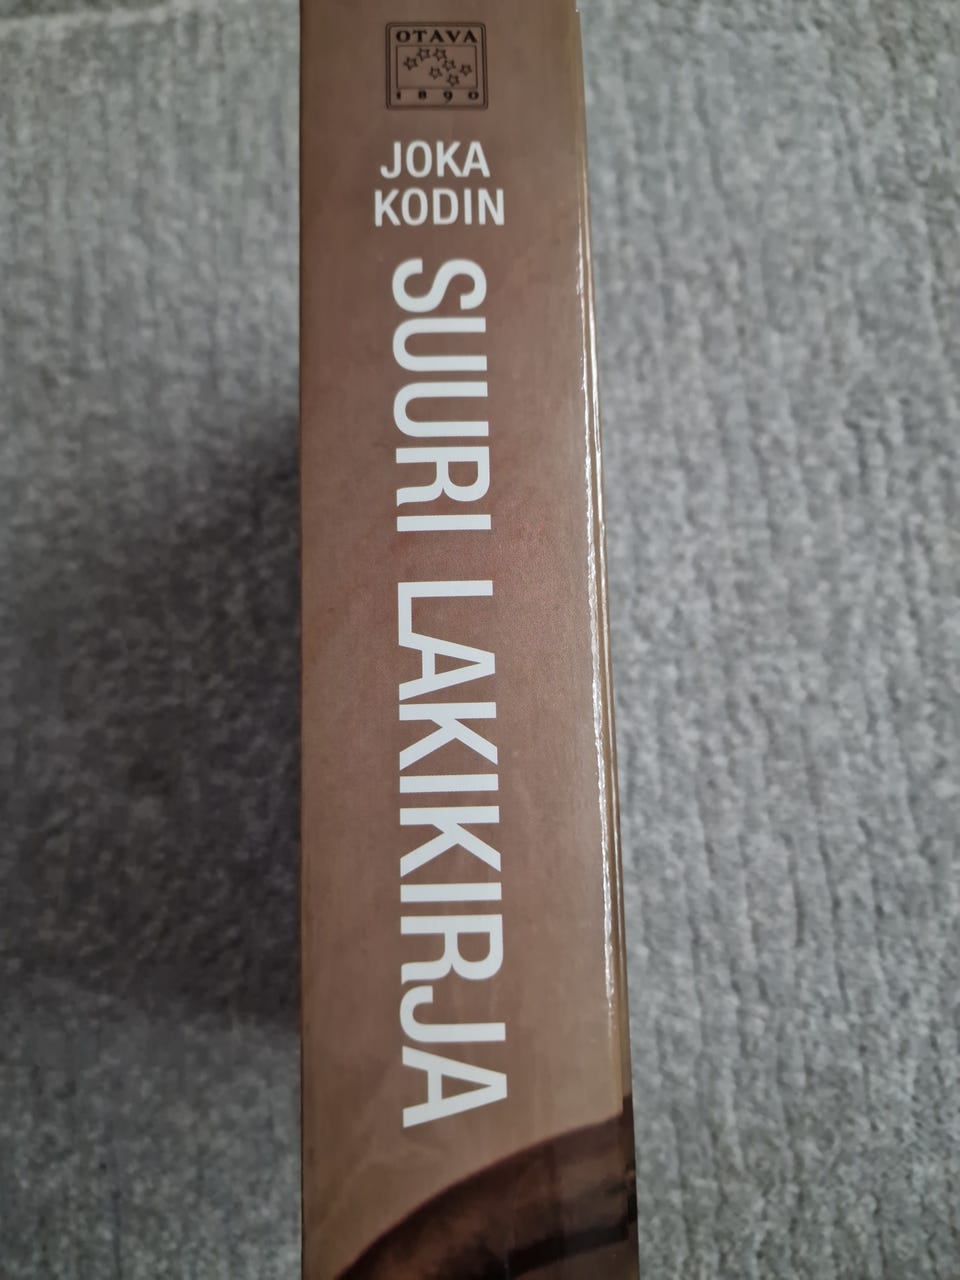 OTAVA
1890
JOKA
KODIN
SUURI LAKIKIRJA